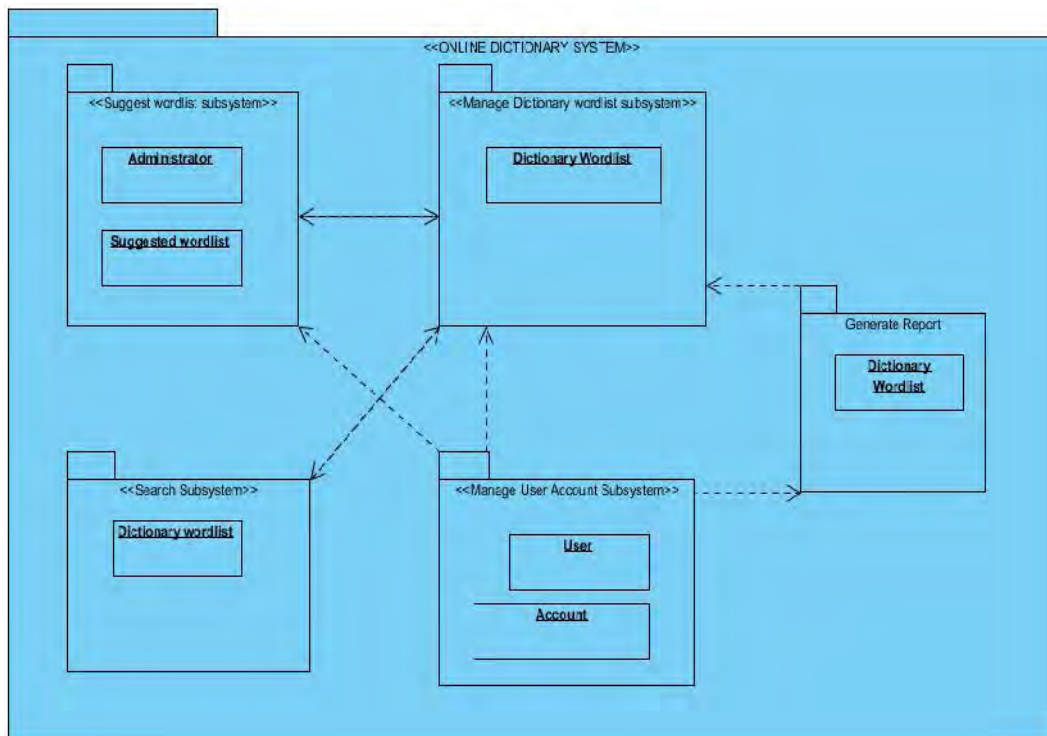 <<ONLINE DICTIONARY SYSTEM>>
<<Suggest wordlist subsystem>>
Administrator
Suggested wordlist
<<Manage Dictionary wordlist subsystem>>
Dictionary Wordlist
Generate Report
Dictionary
Wordlist
<<Search Subsystem>>
Dictionary wordlist
<<Manage User Account Subsystem>>
User
Account